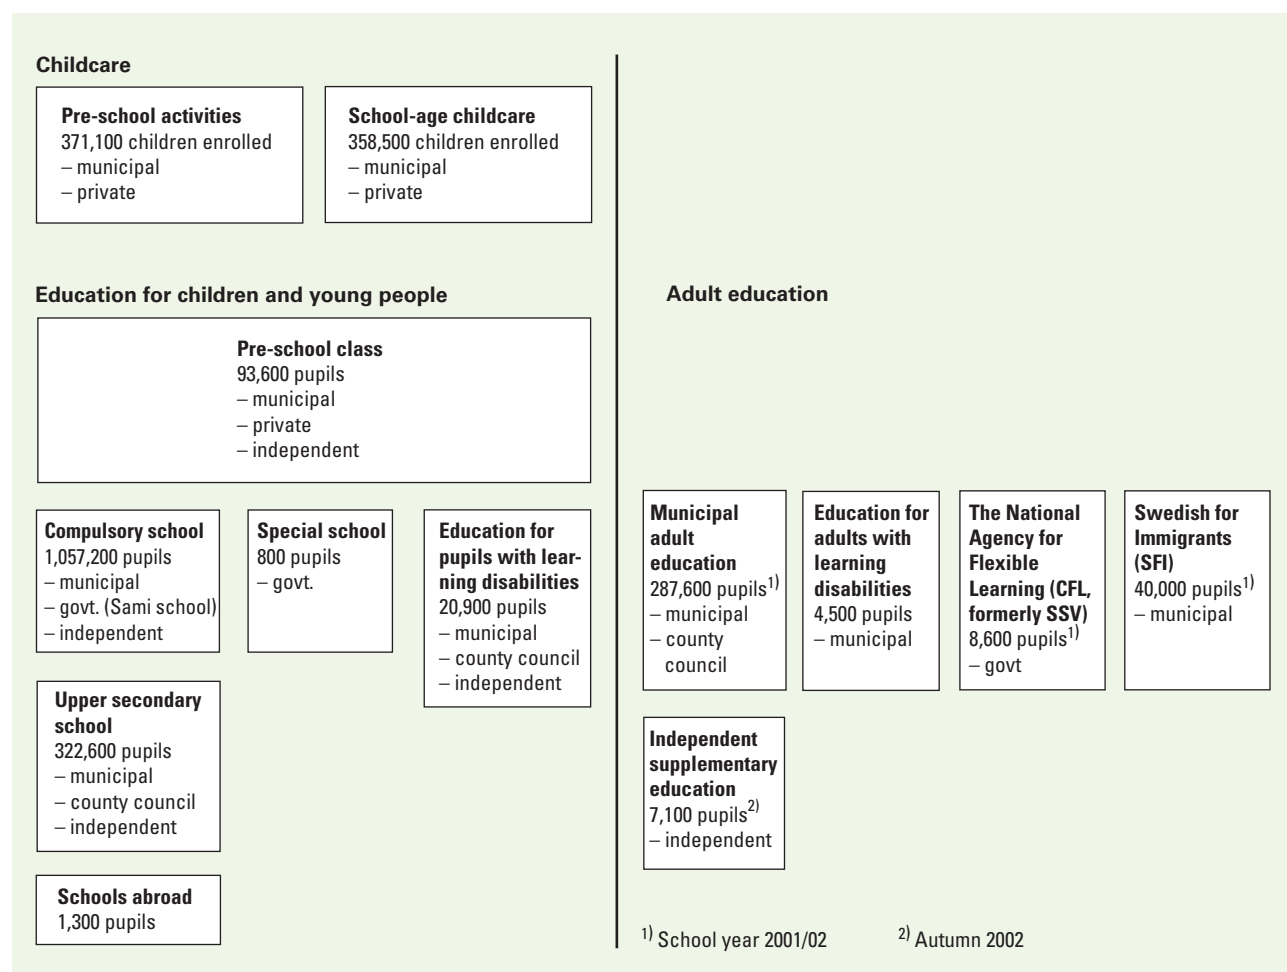 Childcare
Pre-school activities
371,100 children enrolled
– municipal
– private
School-age childcare
358,500 children enrolled
– municipal
– private
Education for children and young people
Pre-school class
93,600 pupils
– municipal
– private
– independent
Compulsory school
1,057,200 pupils
– municipal
– govt. (Sami school)
– independent
Special school
800 pupils
– govt.
Education for
pupils with lear-
ning disabilities
20,900 pupils
– municipal
– county council
– independent
Upper secondary
school
322,600 pupils
– municipal
– county council
– independent
Schools abroad
1,300 pupils
Adult education
Municipal
adult
education
287,600 pupils1)
– municipal
– county
council
Education for
adults with
learning
disabilities
4,500 pupils
– municipal
The National
Agency for
Flexible
Learning (CFL,
formerly SSV)
8,600 pupils1)
– govt
Swedish for
Immigrants
(SFI)
40,000 pupils1)
– municipal
Independent
supplementary
education
7,100 pupils2)
– independent
1) School year 2001/02
2) Autumn 2002